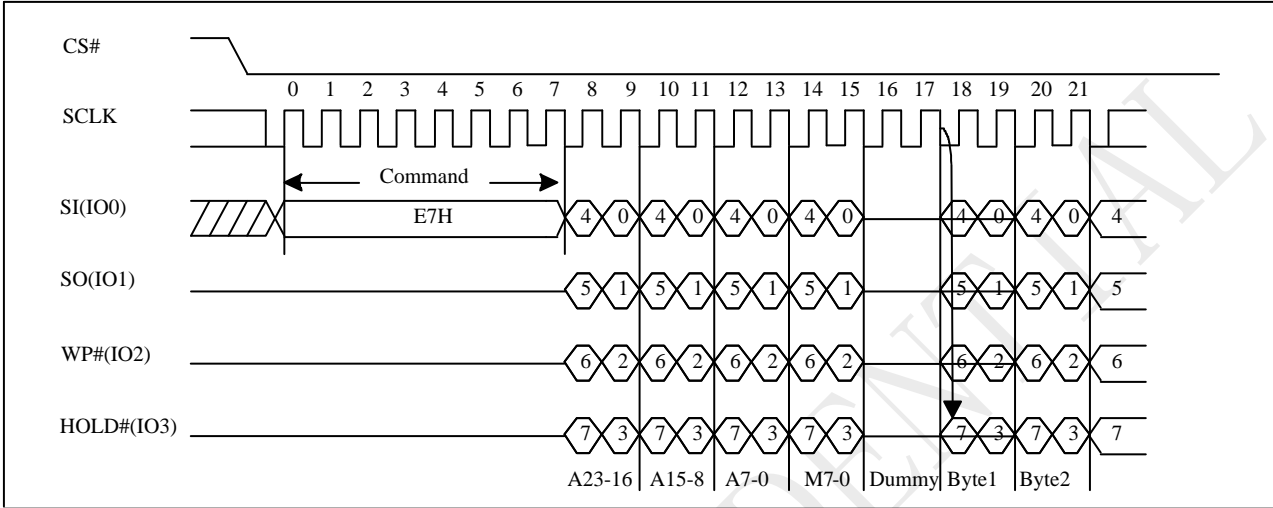 CS#
0 1 2 3 4 5 6 7 8 9 10 11 12 13 14 15 16 17 18 19 20 21
SCLK
Command
SI(IO0) E7H 4 0 4 0 4 0 4 0 4 0 4 0 4
SO(IO1) 5 1 5 1 5 1 5 1 5 1 5 1 5
WP#(IO2) 6 2 6 2 6 2 6 2 6 2 6 2 6
HOLD#(IO3) 7 3 7 3 7 3 7 3 7 3 7 3 7
A23-16 A15-8 A7-0 M7-0 Dummy Byte1 Byte2
DENTIAL